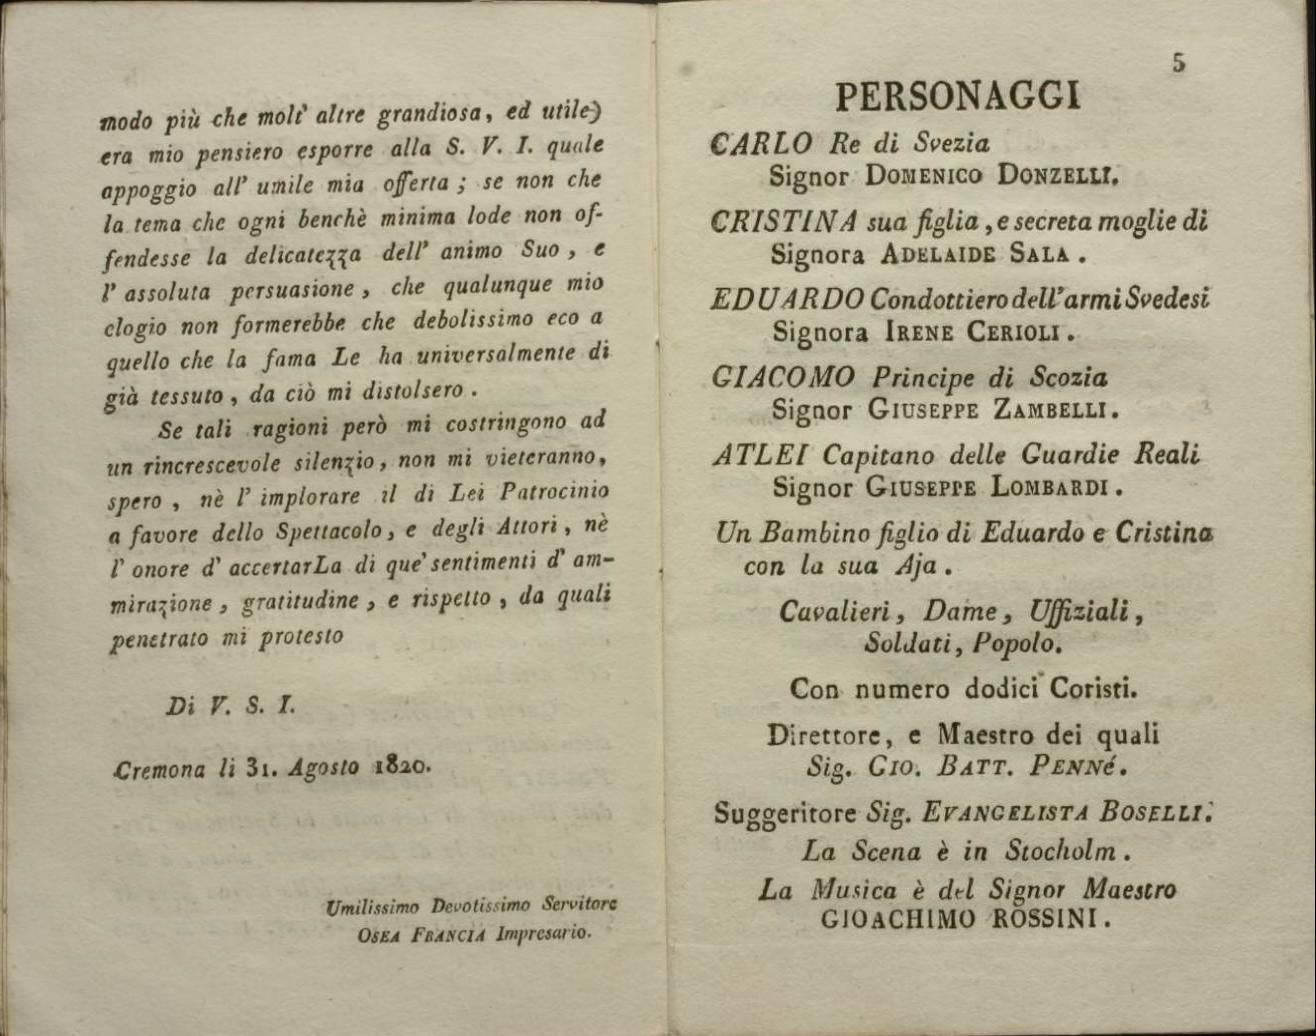 modo più che molt' altre grandiosa, ed utile)
era mio pensiero esporre alla S. V. I. quale
appoggio all' umile mia offerta ; se non che
la tema che ogni benchè minima lode non of-
fendesse la delicatezza dell' animo Suo , e
l' assoluta persuasione , che qualunque mio
elogio non formerebbe che debolissimo eco a
quello che la fama Le ha universalmente di
già tessuto , da ciò mi distolsero .
Se tali ragioni però mi costringono ad
un rincrescevole silenzio, non mi vieteranno,
spero , nè l' implorare il di Lei Patrocinio
a favore dello Spettacolo, e degli Attori, nè
l' onore d' accertarLa di que' sentimenti d' am-
mirazione , gratitudine , e rispetto , da quali
penetrato mi protesto
Di V. S. I.
Cremona li 31. Agosto 1820.
Umilissimo Devotissimo Servitore
OSEA FRANCIA Impresario.
5
PERSONAGGI
CARLO Re di Svezia
Signor DOMENICO DONZELLI.
CRISTINA sua figlia , e secreta moglie di
Signora ADELAIDE SALA .
EDUARDO Condottiero dell' armi Svedesi
Signora IRENE CERIOLI .
GIACOMO Principe di Scozia
Signor GIUSEPPE ZAMBELLI .
ATLEI Capitano delle Guardie Reali
Signor GIUSEPPE LOMBARDI .
Un Bambino figlio di Eduardo e Cristina
con la sua Aja .
Cavalieri, Dame, Uffiziali,
Soldati, Popolo.
Con numero dodici Coristi.
Direttore, e Maestro dei quali
Sig. GIO. BATT. PENNé.
Suggeritore Sig. EVANGELISTA BOSELLI.
La Scena è in Stocholm .
La Musica è del Signor Maestro
GIOACHIMO ROSSINI .